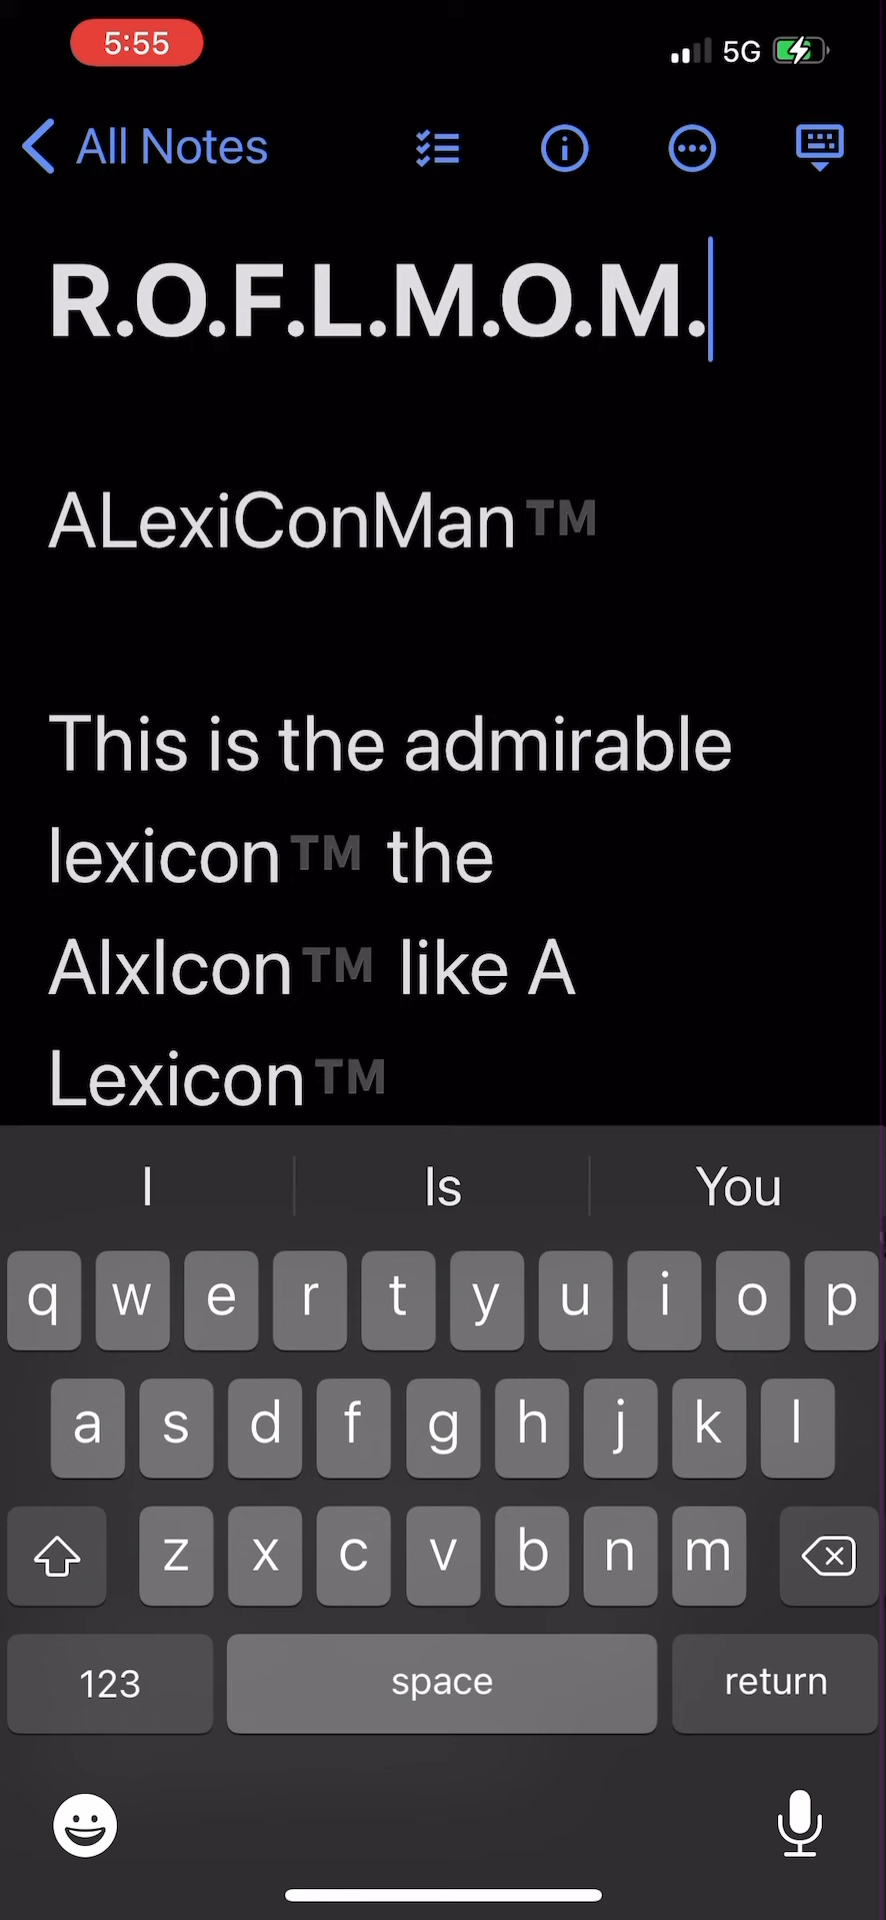 5:55
5G
All Notes
R.O.F.L.M.O.M.
ALexiConMan™️
This is the admirable
lexicon™️ the
AlxIcon™️ like A
Lexicon™️
I Is You
q w e r t y u i o p
a s d f g h j k l
z x c v b n m
123 space return